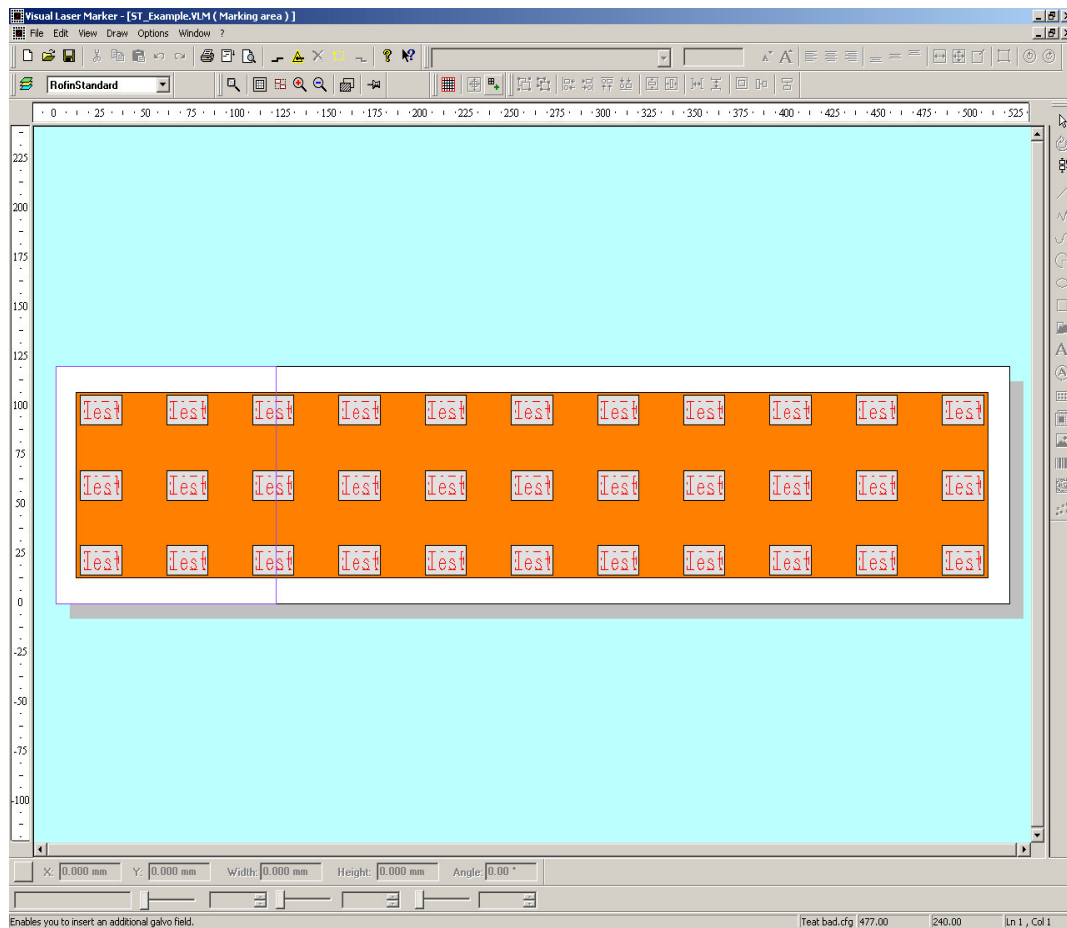 Visual Laser Marker - [ST_Example.VLM ( Marking area ) ]
File Edit View Draw Options Window ?
RofinStandard
0 25 50 75 100 125 150 175 200 225 250 275 300 325 350 375 400 425 450 475 500 525
225
200
175
150
125
100
75
50
25
0
-25
-50
-75
-100
Test Test Test Test Test Test Test Test Test Test Test
Test Test Test Test Test Test Test Test Test Test Test
Test Test Test Test Test Test Test Test Test Test Test
X: 0.000 mm Y: 0.000 mm Width: 0.000 mm Height: 0.000 mm Angle: 0.00 °
Enables you to insert an additional galvo field. Teat bad.cfg 477.00 240.00 Ln 1 , Col 1